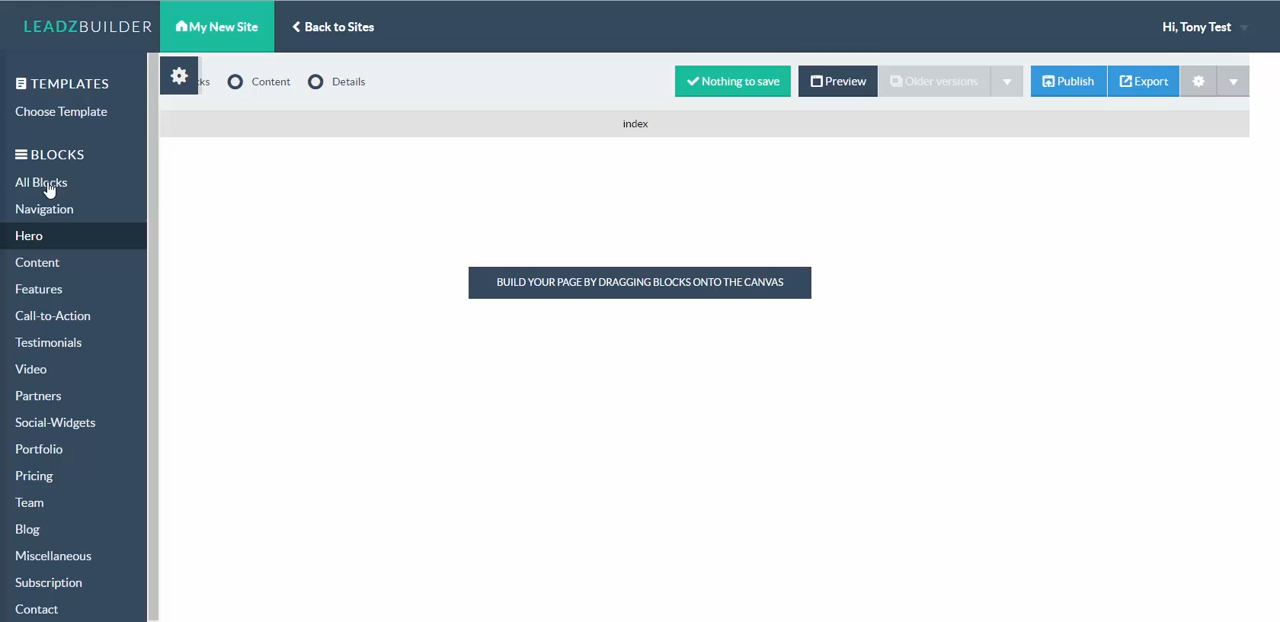 LEADZBUILDER My New Site Back to Sites Hi, Tony Test
TEMPLATES
Choose Template
BLOCKS
All Blocks
Navigation
Hero
Content
Features
Call-to-Action
Testimonials
Video
Partners
Social-Widgets
Portfolio
Pricing
Team
Blog
Miscellaneous
Subscription
Contact
Content Details Nothing to save Preview Older versions Publish Export
index
BUILD YOUR PAGE BY DRAGGING BLOCKS ONTO THE CANVAS